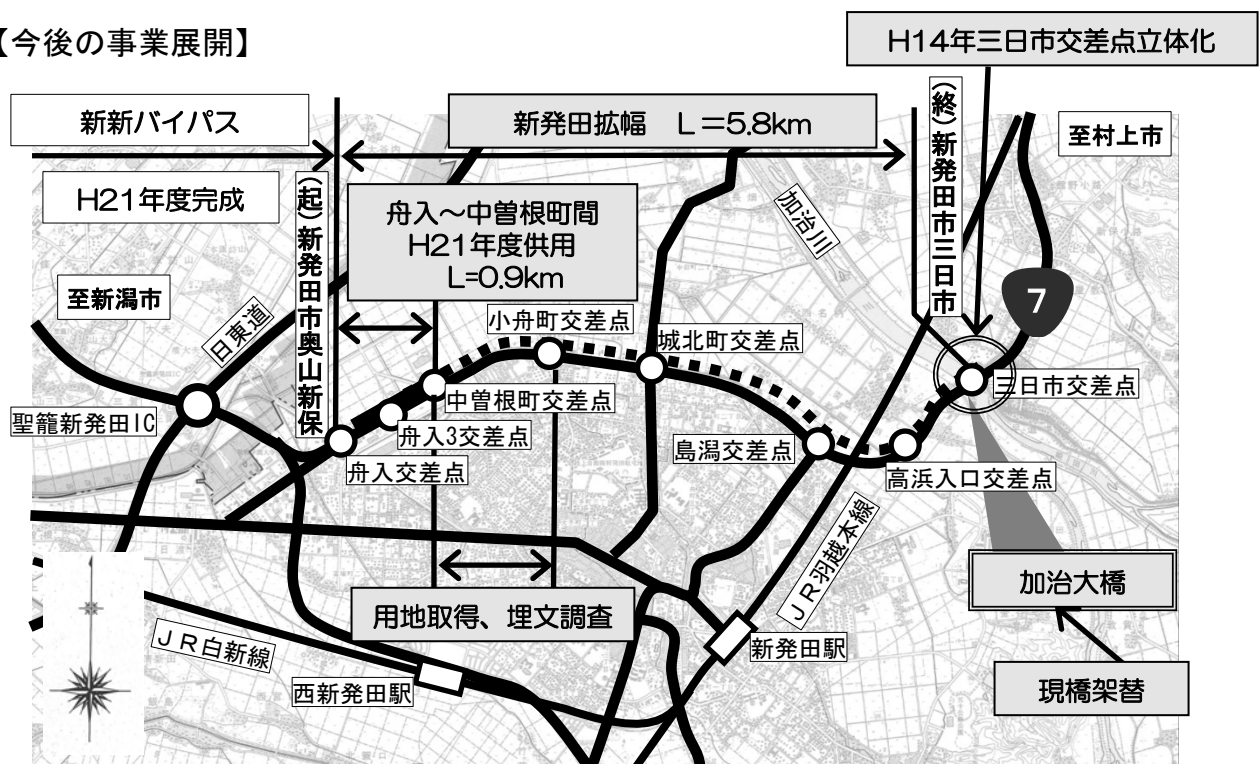 【今後の事業展開】
H14年三日市交差点立体化
新新バイパス
新発田拡幅　L＝5.8km
(終)新発田市三日市
至村上市
H21年度完成
(起)新発田市奥山新保
舟入～中曽根町間
H21年度供用
L=0.9km
加治川
7
至新潟市
日東道
小舟町交差点
城北町交差点
三日市交差点
聖籠新発田IC
中曽根町交差点
舟入3交差点
舟入交差点
島潟交差点
高浜入口交差点
JR羽越本線
加治大橋
用地取得、埋文調査
JR白新線
新発田駅
西新発田駅
現橋架替